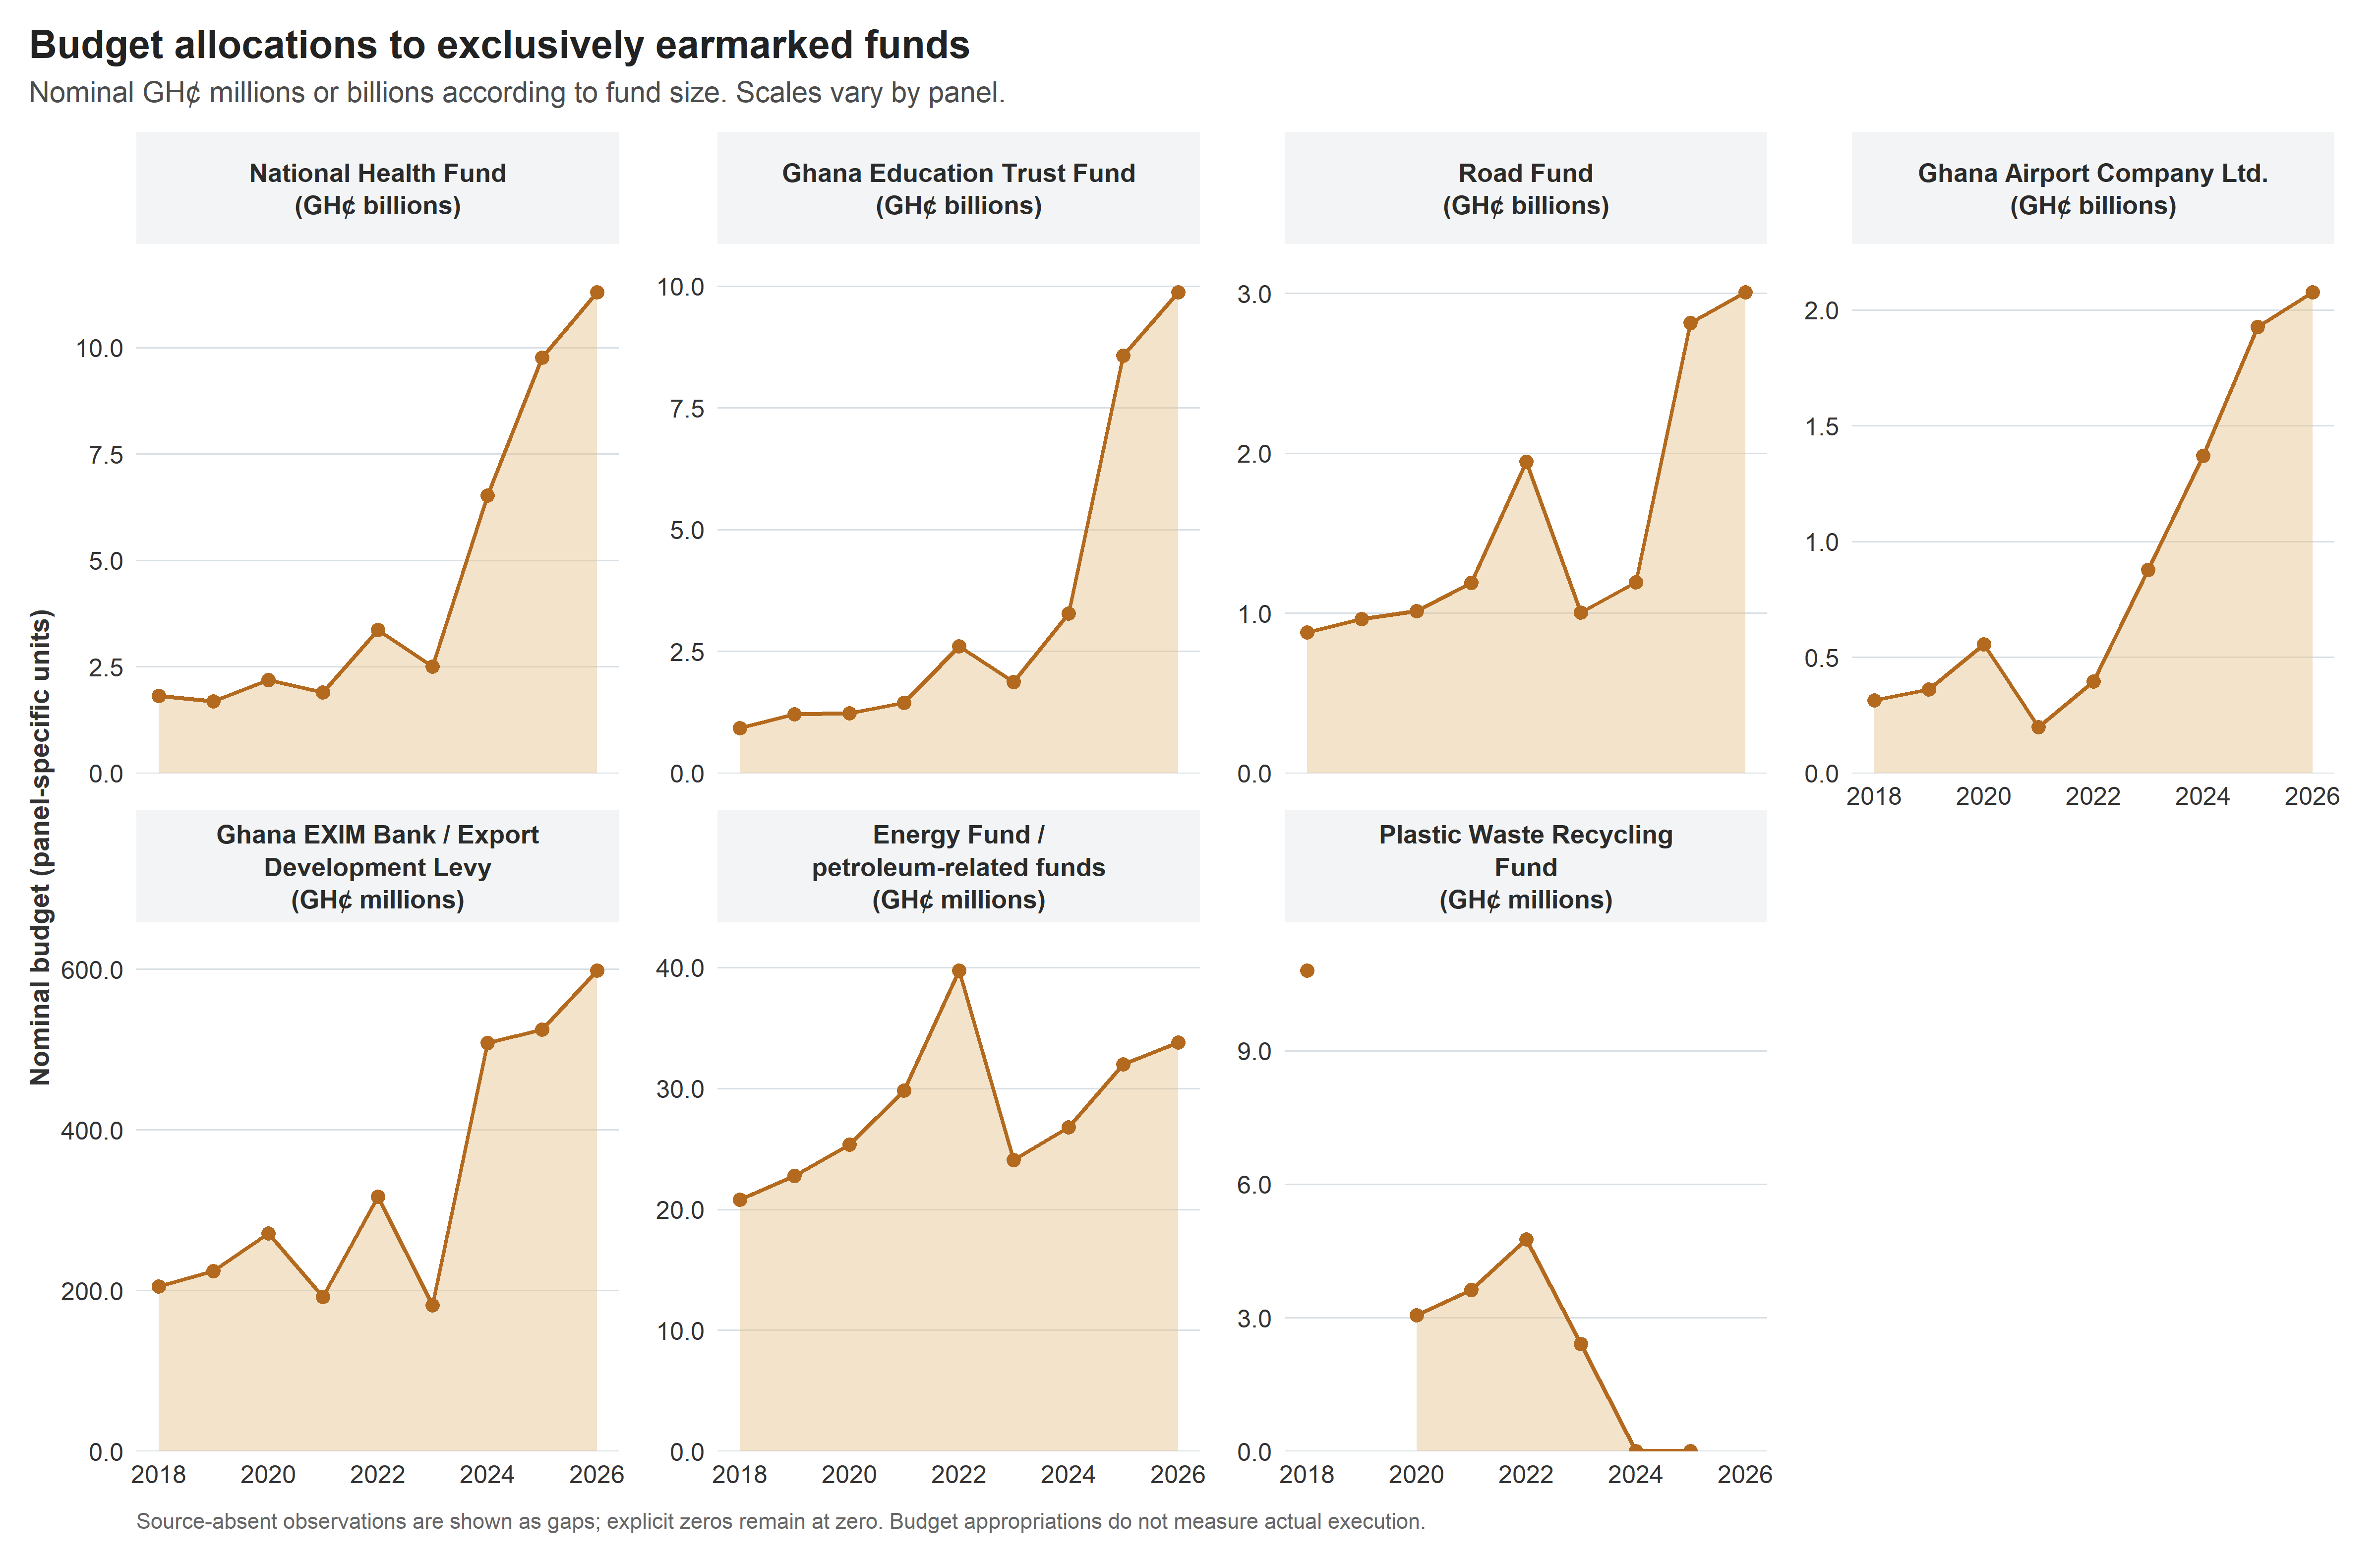 Budget allocations to exclusively earmarked funds
Nominal GH₵ millions or billions according to fund size. Scales vary by panel.
Nominal budget (panel-specific units)
National Health Fund
(GH₵ billions)
10.0
7.5
5.0
2.5
0.0
Ghana Education Trust Fund
(GH₵ billions)
10.0
7.5
5.0
2.5
0.0
Road Fund
(GH₵ billions)
3.0
2.0
1.0
0.0
Ghana Airport Company Ltd.
(GH₵ billions)
2.0
1.5
1.0
0.5
0.0
2018 2020 2022 2024 2026
Ghana EXIM Bank / Export
Development Levy
(GH₵ millions)
600.0
400.0
200.0
0.0
2018 2020 2022 2024 2026
Energy Fund /
petroleum-related funds
(GH₵ millions)
40.0
30.0
20.0
10.0
0.0
2018 2020 2022 2024 2026
Plastic Waste Recycling
Fund
(GH₵ millions)
9.0
6.0
3.0
0.0
2018 2020 2022 2024 2026
Source-absent observations are shown as gaps; explicit zeros remain at zero. Budget appropriations do not measure actual execution.